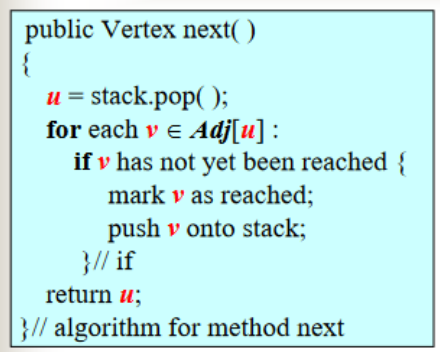 public Vertex next( )
{
u = stack.pop( );
for each v ∈ Adj[u] :
if v has not yet been reached {
mark v as reached;
push v onto stack;
}// if
return u;
}// algorithm for method next